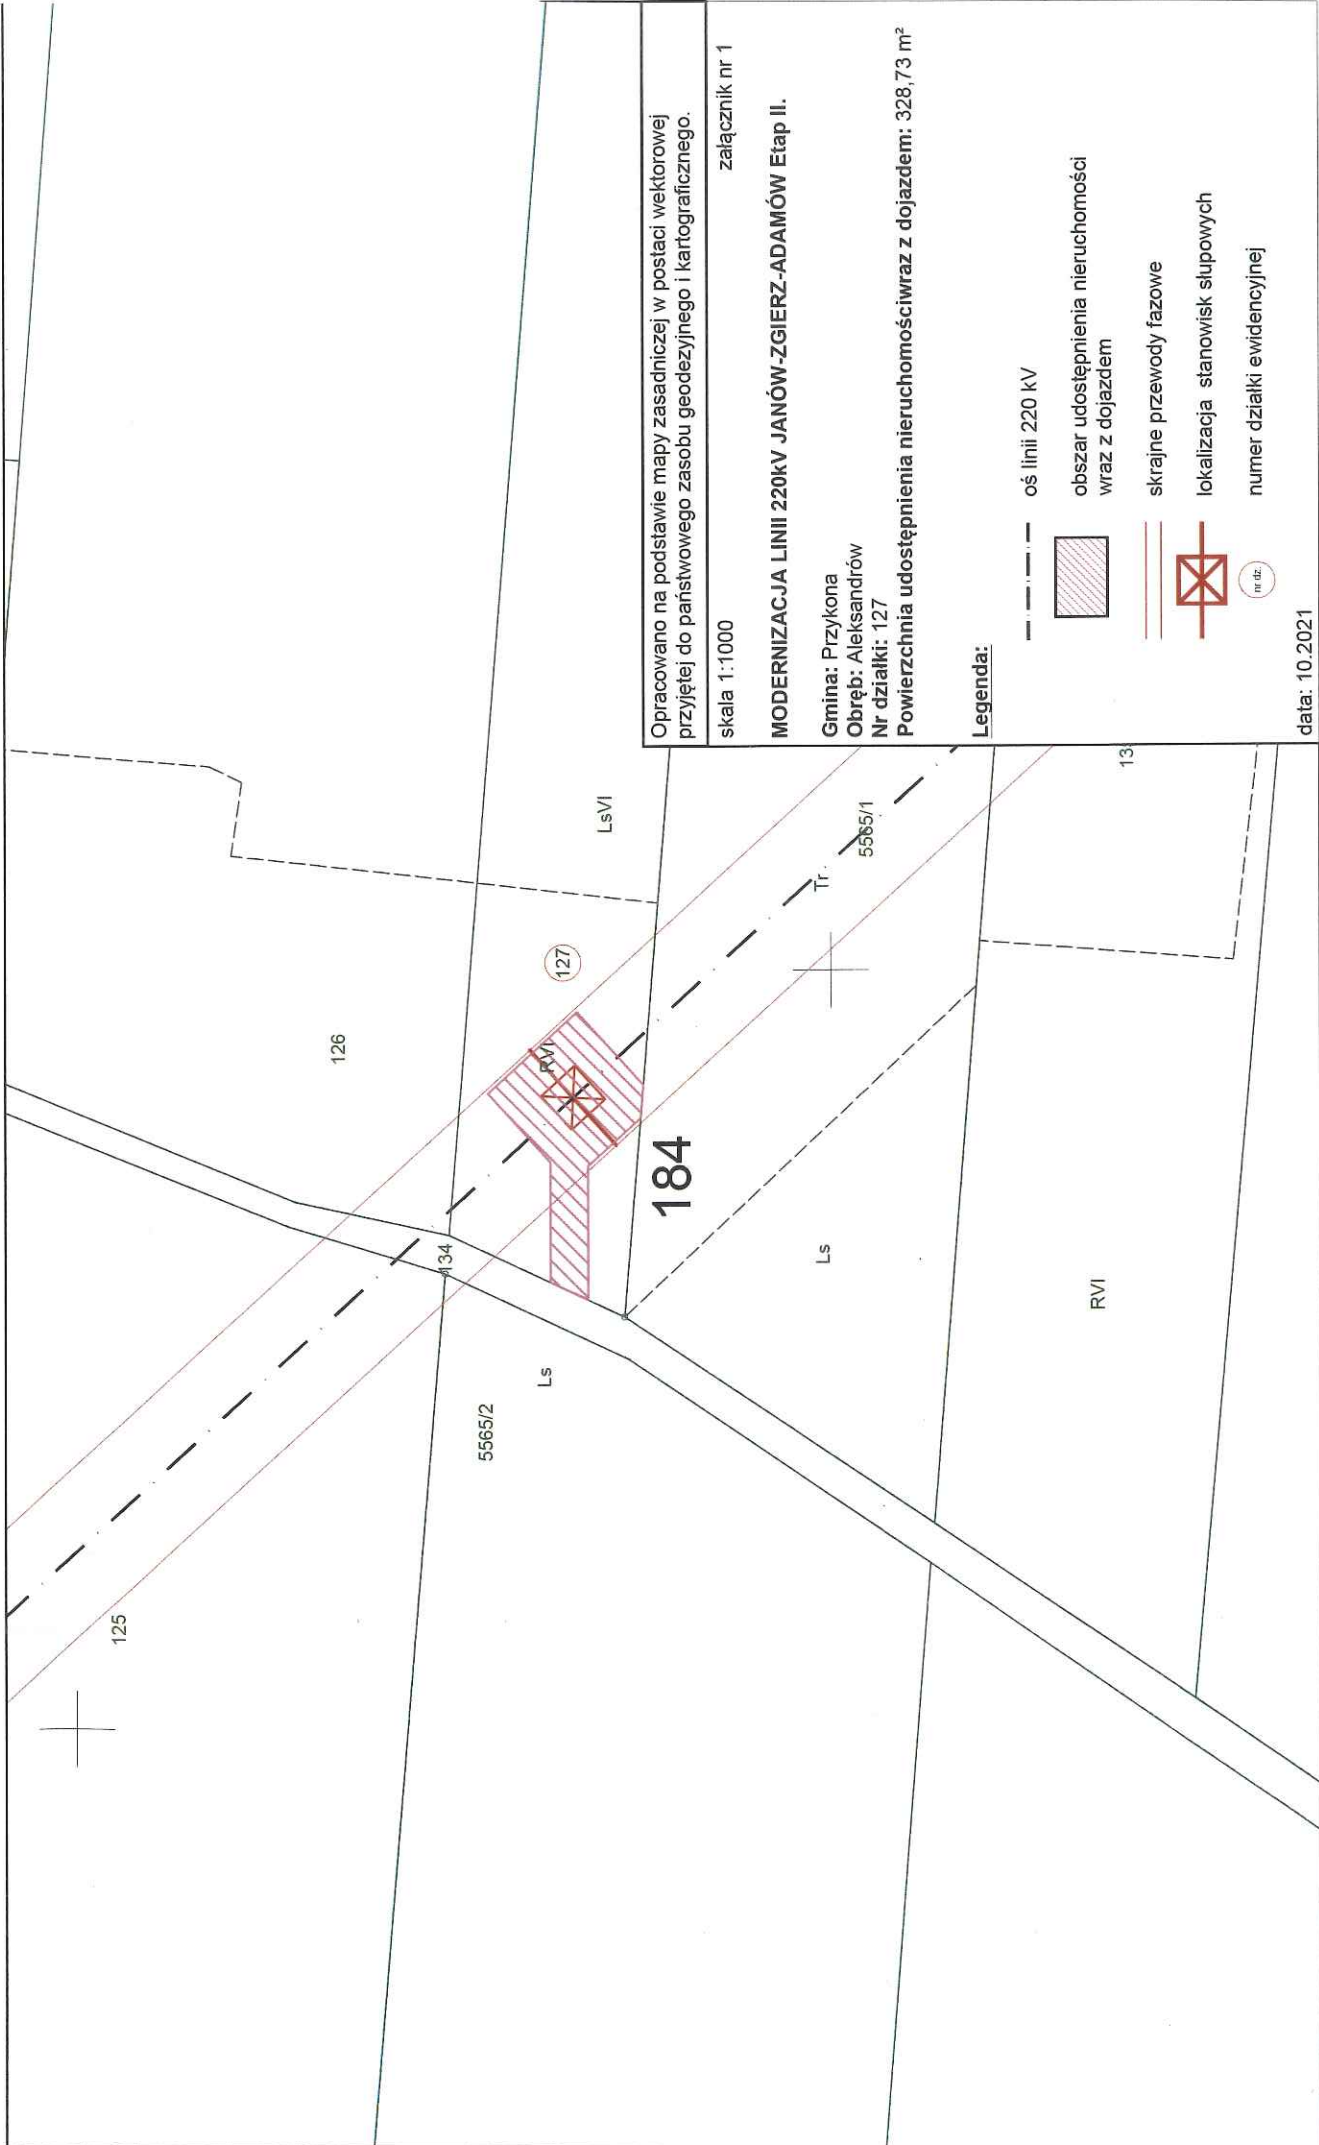 125
126
134
5565/2
Ls
RVI
127
LsVI
184
Tr.
5565/1
Ls
RVI
Opracowano na podstawie mapy zasadniczej w postaci wektorowej
przyjętej do państwowego zasobu geodezyjnego i kartograficznego.
skala 1:1000 załącznik nr 1
MODERNIZACJA LINII 220kV JANÓW-ZGIERZ-ADAMÓW Etap II.
Gmina: Przykona
Obręb: Aleksandrów
Nr działki: 127
Powierzchnia udostępnienia nieruchomościwraz z dojazdem: 328,73 m²
Legenda:
oś linii 220 kV
obszar udostępnienia nieruchomości
wraz z dojazdem
skrajne przewody fazowe
lokalizacja stanowisk słupowych
nr dz.
numer działki ewidencyjnej
data: 10.2021